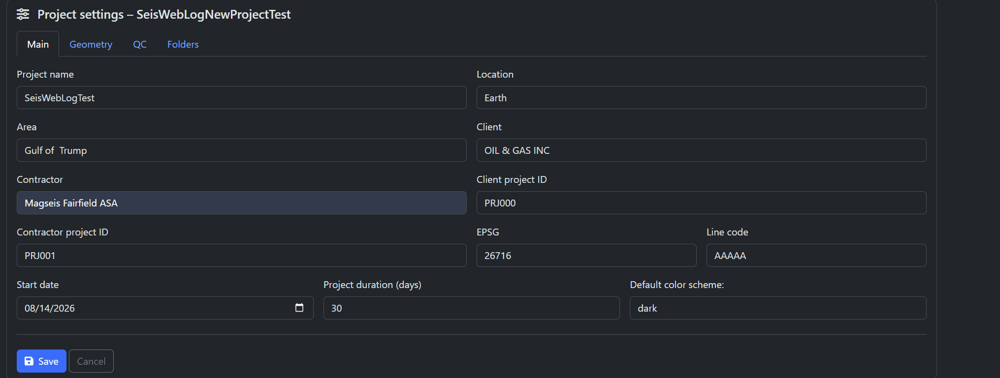 Project settings – SeisWebLogNewProjectTest
Main Geometry QC Folders
Project name Location
SeisWebLogTest Earth
Area Client
Gulf of  Trump OIL & GAS INC
Contractor Client project ID
Magseis Fairfield ASA PRJ000
Contractor project ID EPSG Line code
PRJ001 26716 AAAAA
Start date Project duration (days) Default color scheme:
08/14/2026 30 dark
Save Cancel